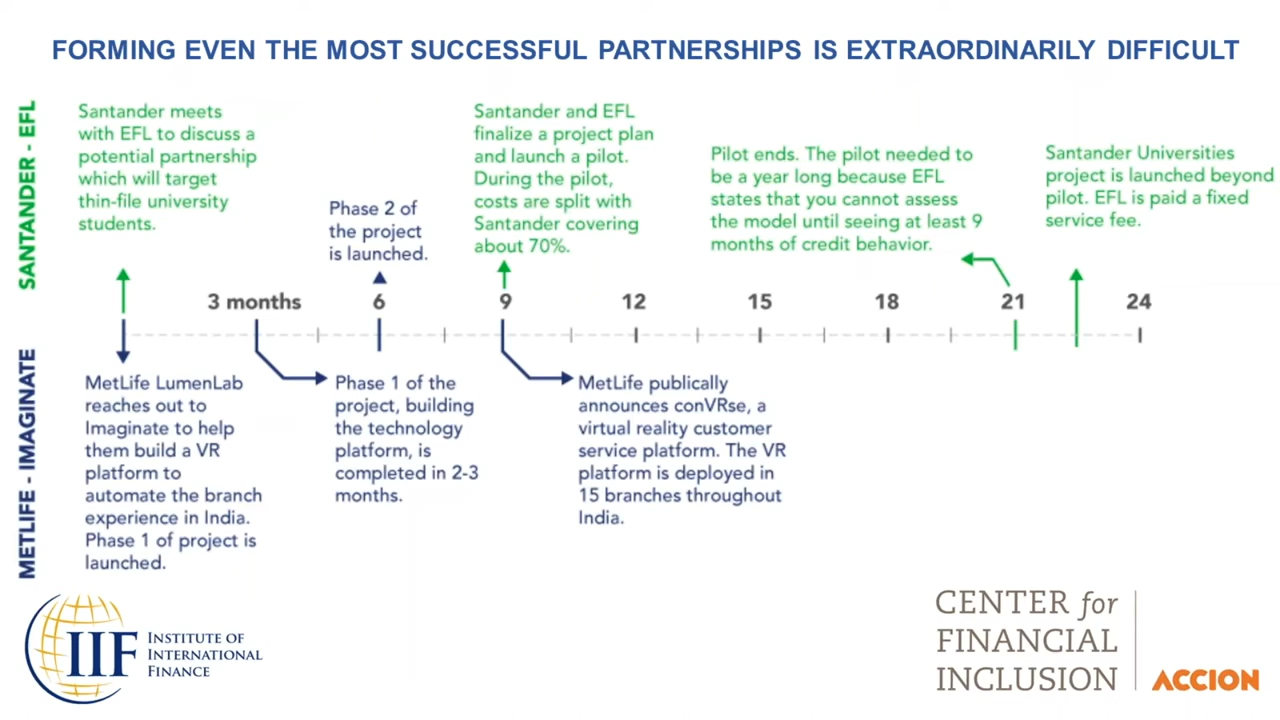 FORMING EVEN THE MOST SUCCESSFUL PARTNERSHIPS IS EXTRAORDINARILY DIFFICULT
SANTANDER - EFL
Santander meets
with EFL to discuss a
potential partnership
which will target
thin-file university
students.
Phase 2 of
the project
is launched.
Santander and EFL
finalize a project plan
and launch a pilot.
During the pilot,
costs are split with
Santander covering
about 70%.
Pilot ends. The pilot needed to
be a year long because EFL
states that you cannot assess
the model until seeing at least 9
months of credit behavior.
Santander Universities
project is launched beyond
pilot. EFL is paid a fixed
service fee.
3 months 6 9 12 15 18 21 24
METLIFE - IMAGINATE
MetLife LumenLab
reaches out to
Imaginate to help
them build a VR
platform to
automate the branch
experience in India.
Phase 1 of project is
launched.
Phase 1 of the
project, building
the technology
platform, is
completed in 2-3
months.
MetLife publically
announces conVRse, a
virtual reality customer
service platform. The VR
platform is deployed in
15 branches throughout
India.
IIF
INSTITUTE OF
INTERNATIONAL
FINANCE
CENTER for
FINANCIAL
INCLUSION
ACCION